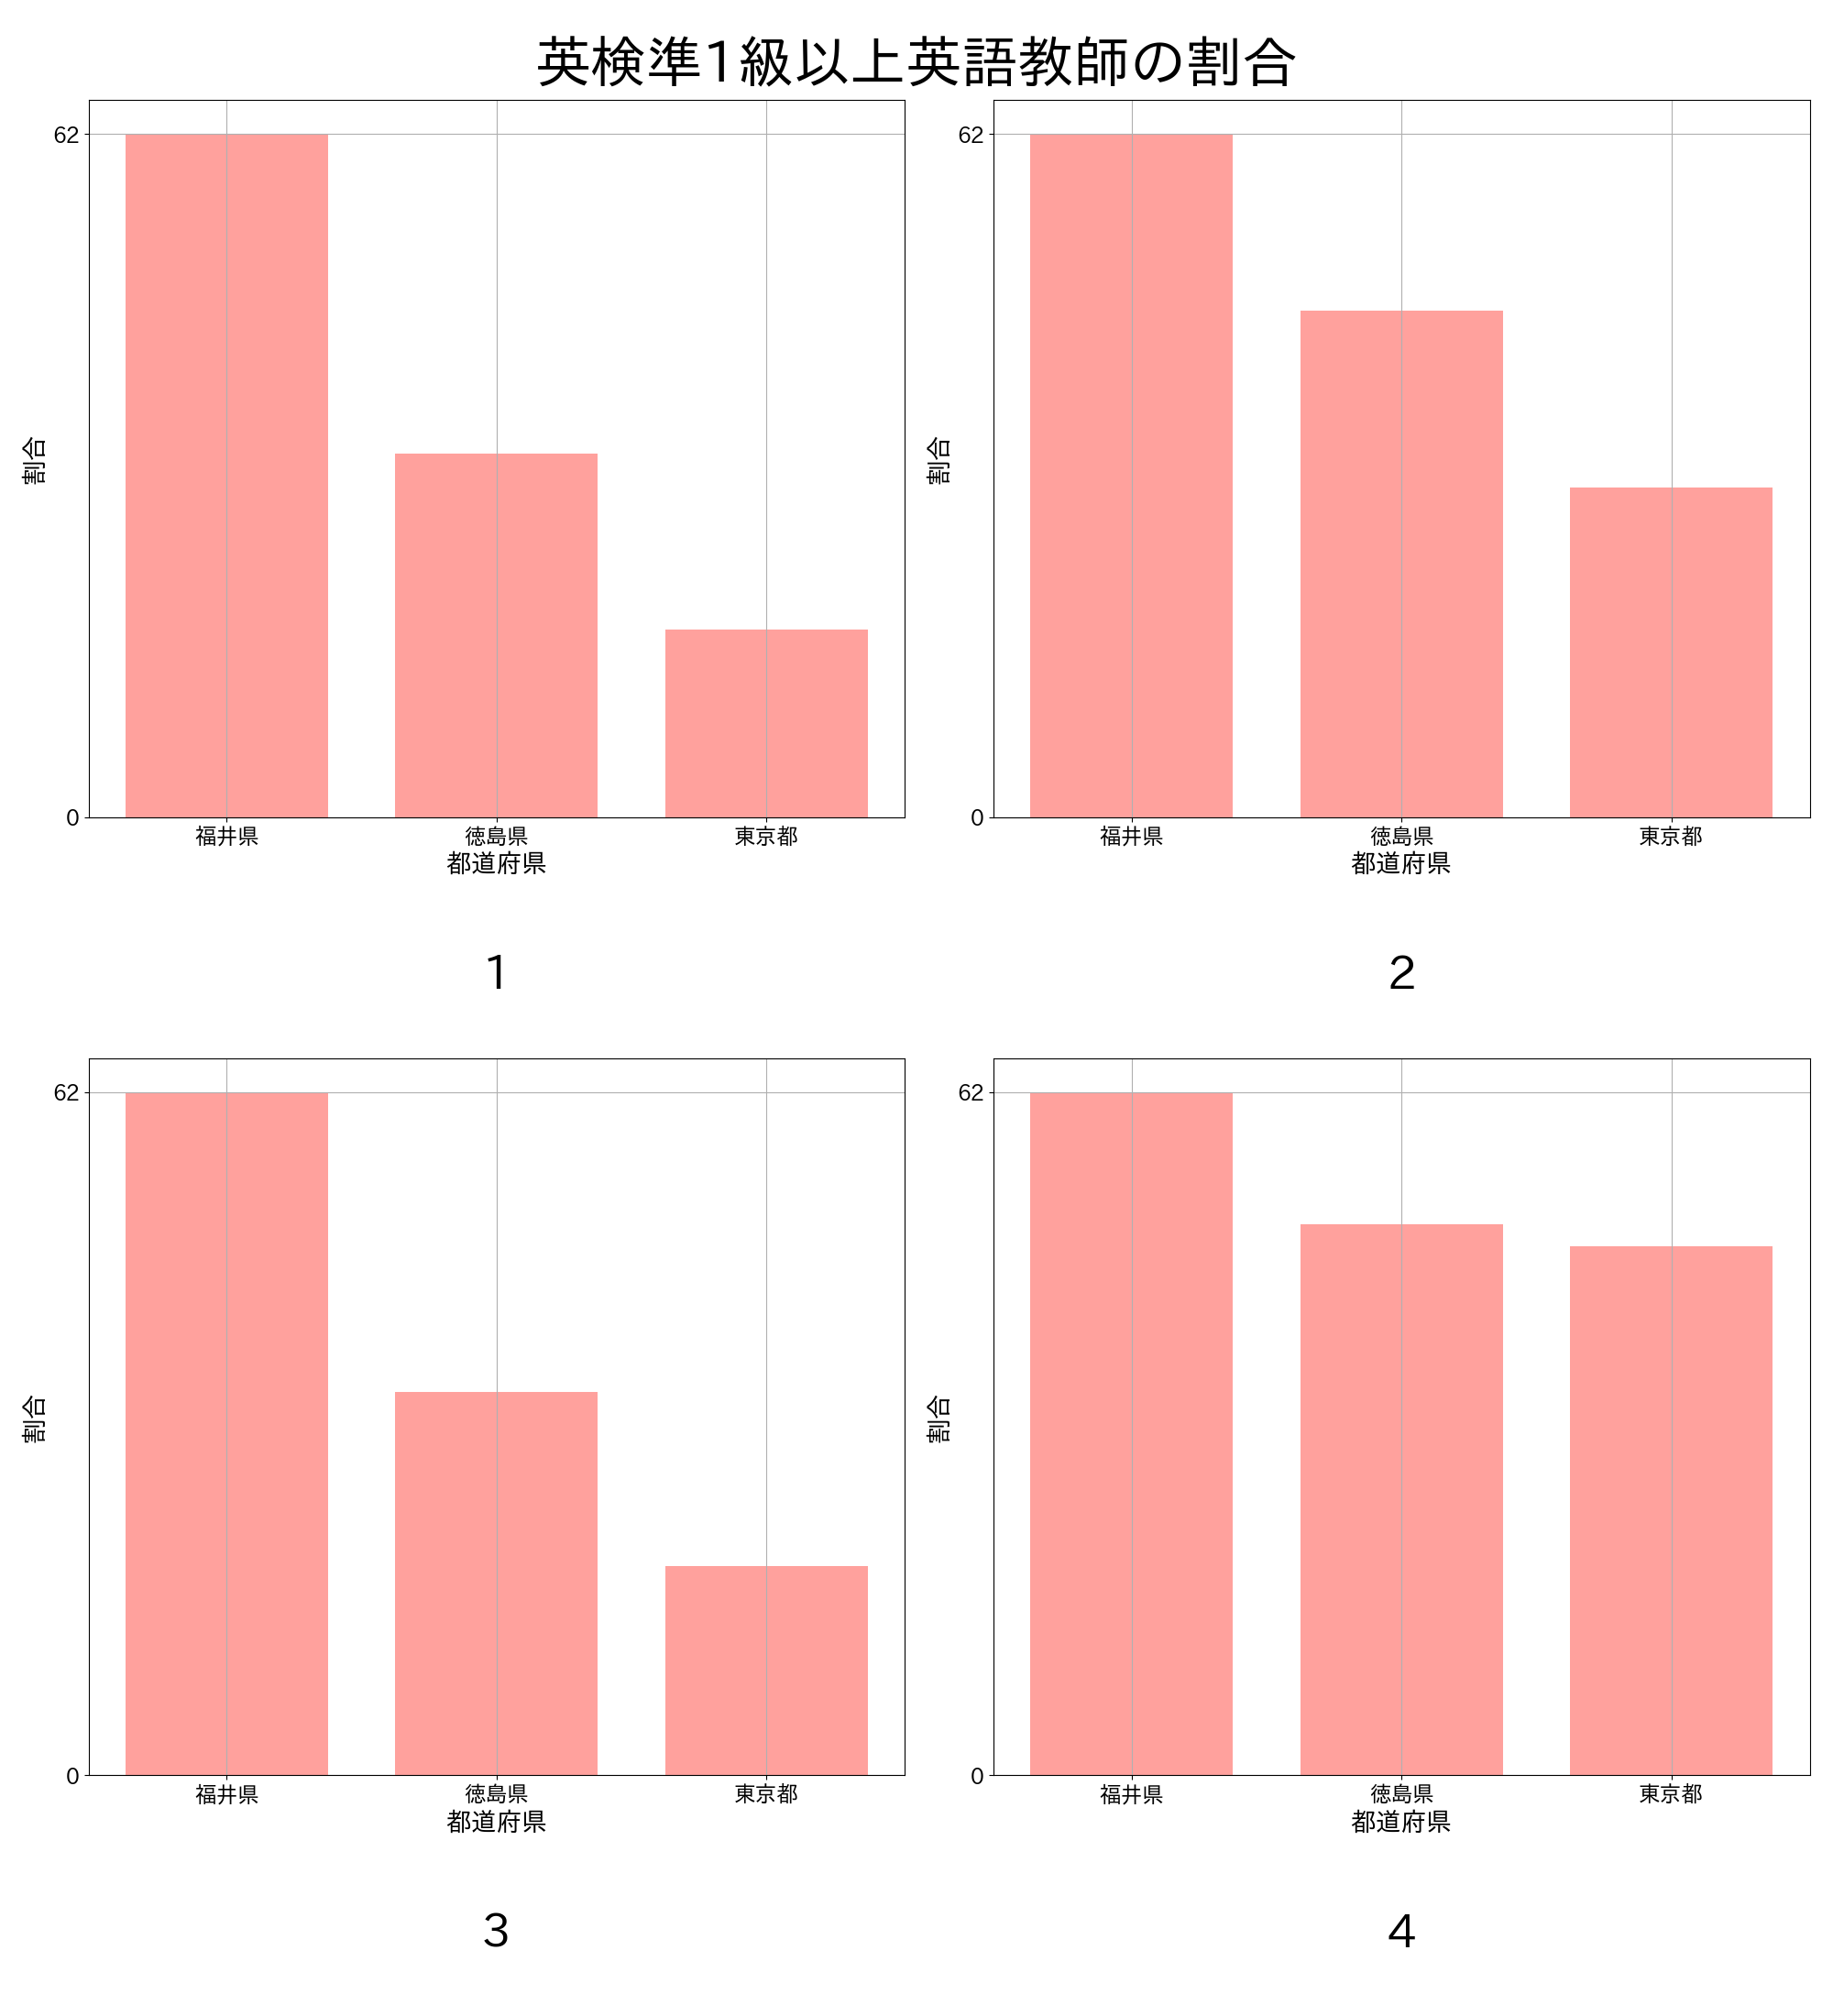 英検準1級以上英語教師の割合
62
0
割合
福井県 徳島県 東京都
都道府県
1
62
0
割合
福井県 徳島県 東京都
都道府県
2
62
0
割合
福井県 徳島県 東京都
都道府県
3
62
0
割合
福井県 徳島県 東京都
都道府県
4